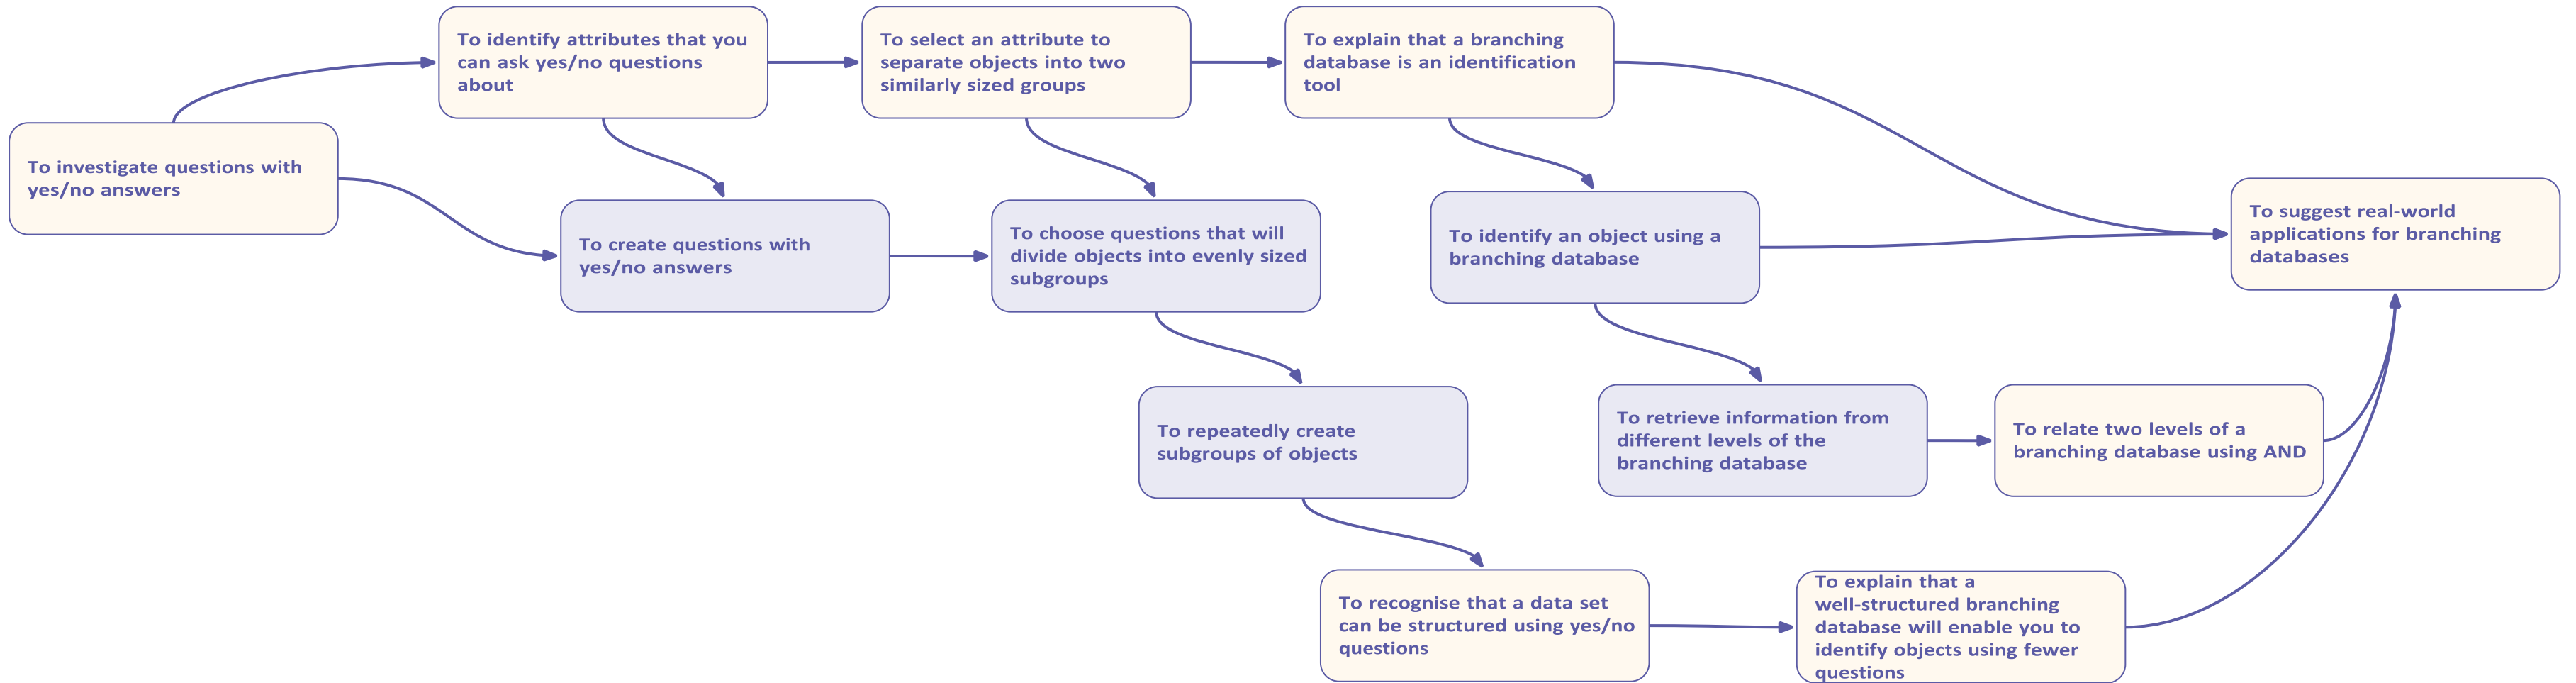 To identify attributes that you
can ask yes/no questions
about
To select an attribute to
separate objects into two
similarly sized groups
To explain that a branching
database is an identification
tool
To investigate questions with
yes/no answers
To create questions with
yes/no answers
To choose questions that will
divide objects into evenly sized
subgroups
To identify an object using a
branching database
To suggest real-world
applications for branching
databases
To repeatedly create
subgroups of objects
To retrieve information from
different levels of the
branching database
To relate two levels of a
branching database using AND
To recognise that a data set
can be structured using yes/no
questions
To explain that a
well-structured branching
database will enable you to
identify objects using fewer
questions